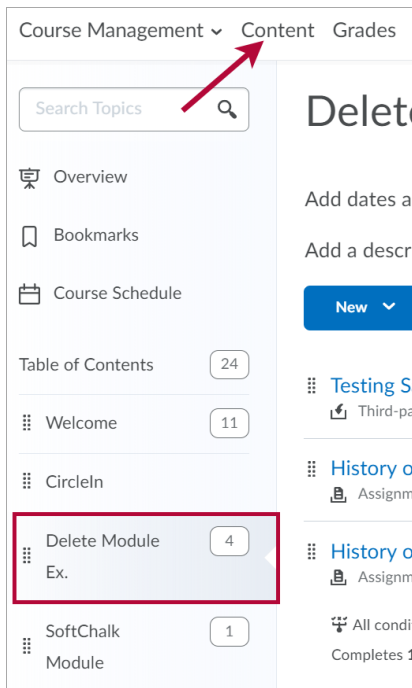 Course Management Content Grades
Search Topics
Overview
Bookmarks
Course Schedule
Table of Contents 24
Welcome 11
CircleIn
Delete Module 4
Ex.
SoftChalk 1
Module
Add dates a
Add a descr
New
Testing S
Third-pa
History o
Assignm
History o
Assignm
All condi
Completes 1